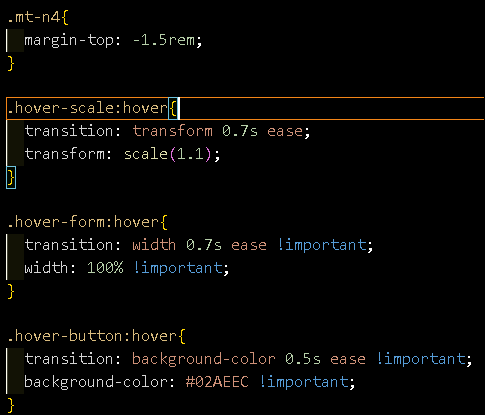 .mt-n4{
margin-top: -1.5rem;
}
.hover-scale:hover{
transition: transform 0.7s ease;
transform: scale(1.1);
}
.hover-form:hover{
transition: width 0.7s ease !important;
width: 100% !important;
}
.hover-button:hover{
transition: background-color 0.5s ease !important;
background-color: #02AEEC !important;
}